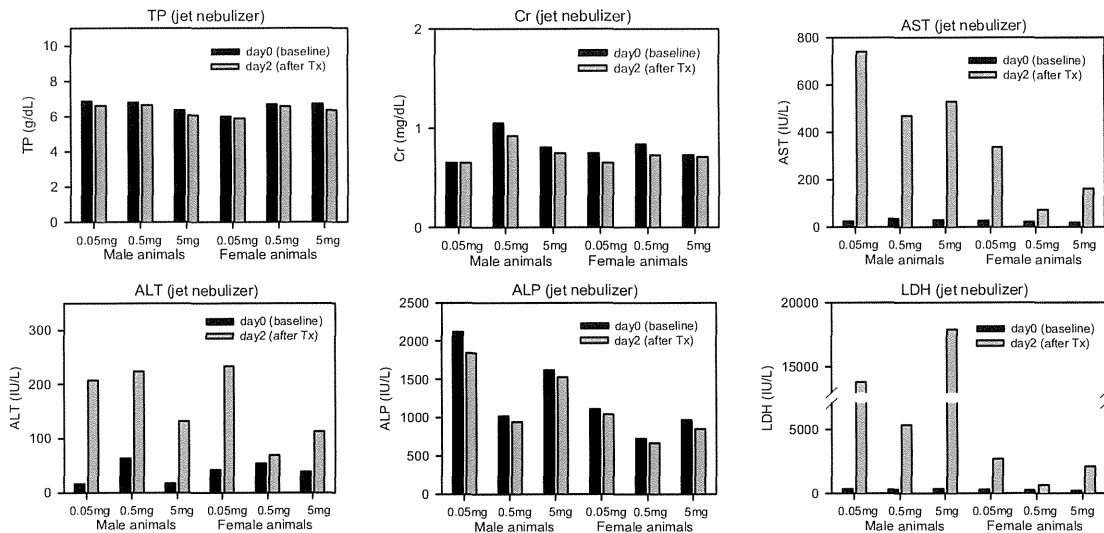 TP (jet nebulizer)
10
8
6
4
2
0
TP (g/dL)
day0 (baseline)
day2 (after Tx)
0.05mg 0.5mg 5mg 0.05mg 0.5mg 5mg
Male animals Female animals
Cr (jet nebulizer)
2
1
0
Cr (mg/dL)
day0 (baseline)
day2 (after Tx)
0.05mg 0.5mg 5mg 0.05mg 0.5mg 5mg
Male animals Female animals
AST (jet nebulizer)
800
600
400
200
0
AST (IU/L)
day0 (baseline)
day2 (after Tx)
0.05mg 0.5mg 5mg 0.05mg 0.5mg 5mg
Male animals Female animals
ALT (jet nebulizer)
300
200
100
0
ALT (IU/L)
day0 (baseline)
day2 (after Tx)
0.05mg 0.5mg 5mg 0.05mg 0.5mg 5mg
Male animals Female animals
ALP (jet nebulizer)
2500
2000
1500
1000
500
0
ALP (IU/L)
day0 (baseline)
day2 (after Tx)
0.05mg 0.5mg 5mg 0.05mg 0.5mg 5mg
Male animals Female animals
LDH (jet nebulizer)
20000
15000
5000
0
LDH (IU/L)
day0 (baseline)
day2 (after Tx)
0.05mg 0.5mg 5mg 0.05mg 0.5mg 5mg
Male animals Female animals